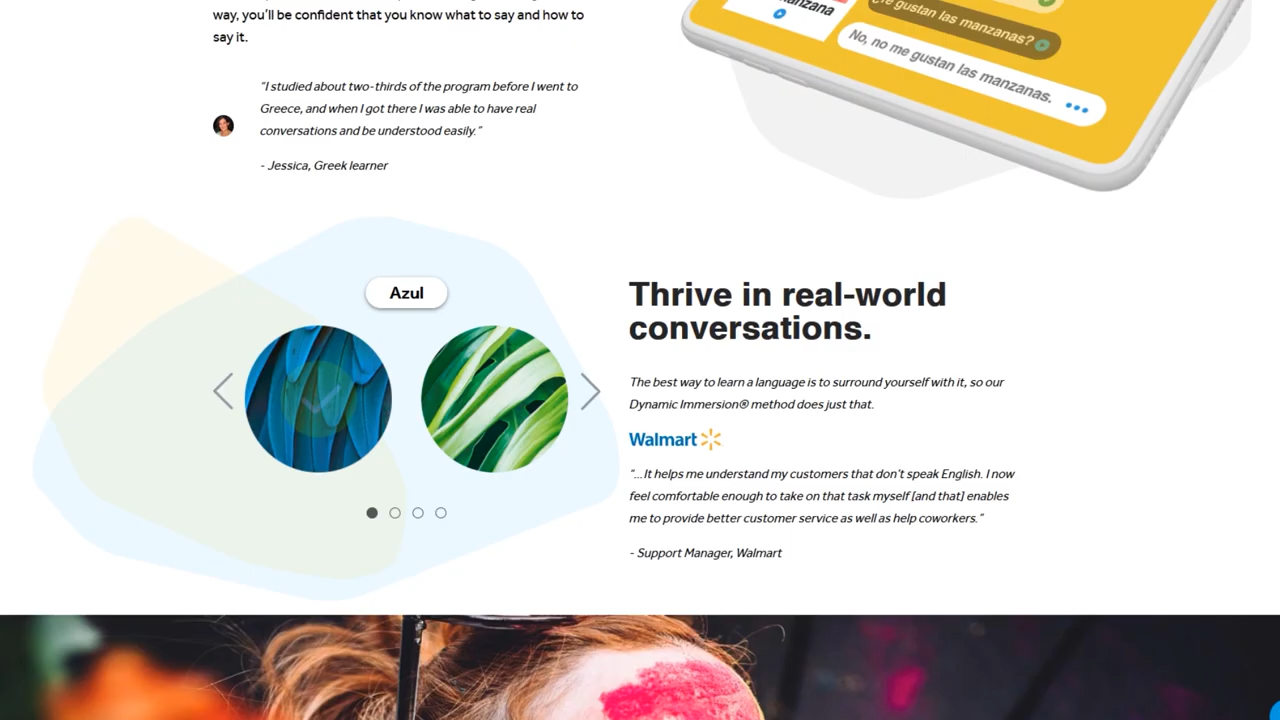 way, you’ll be confident that you know what to say and how to
say it.
“I studied about two-thirds of the program before I went to
Greece, and when I got there I was able to have real
conversations and be understood easily.”
- Jessica, Greek learner
manzana
gustan las manzanas?
No, no me gustan las manzanas.
Azul
Thrive in real-world
conversations.
The best way to learn a language is to surround yourself with it, so our
Dynamic Immersion® method does just that.
Walmart
“...It helps me understand my customers that don’t speak English. I now
feel comfortable enough to take on that task myself [and that] enables
me to provide better customer service as well as help coworkers.”
- Support Manager, Walmart